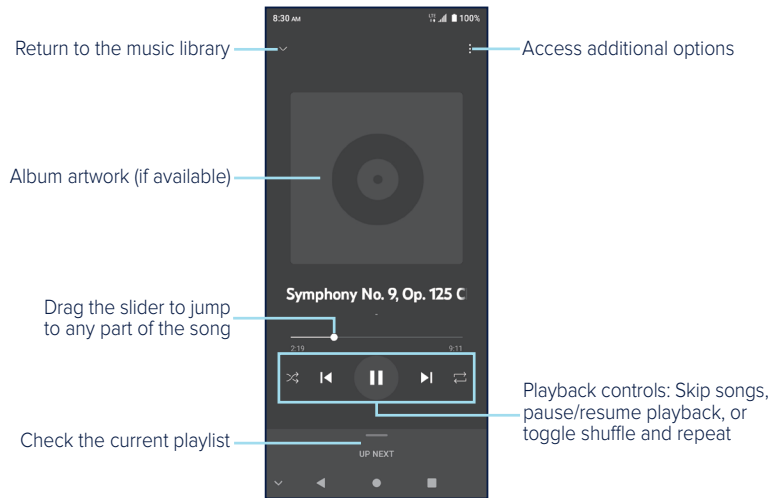 8:30 AM
LTE
100%
Return to the music library
Access additional options
Album artwork (if available)
Symphony No. 9, Op. 125 C
Drag the slider to jump
to any part of the song
2:19
9:11
Playback controls: Skip songs,
pause/resume playback, or
toggle shuffle and repeat
Check the current playlist
UP NEXT